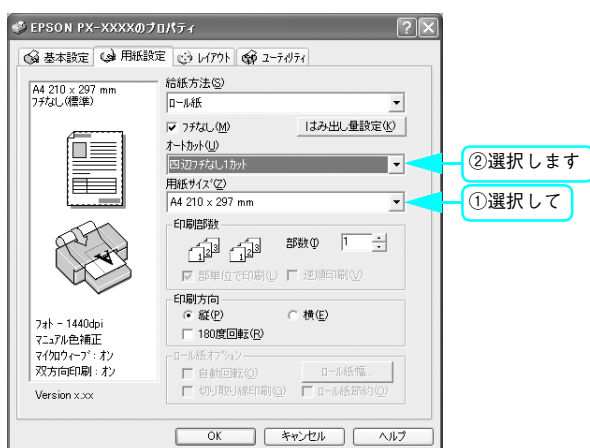 EPSON PX-XXXXのプロパティ
基本設定 用紙設定 レイアウト ユーティリティ
A4 210 x 297 mm
フチなし(標準)
フォト - 1440dpi
マニュアル色補正
マイクロウィーブ : オン
双方向印刷 : オン
Version x.xx
給紙方法(S)
ロール紙
フチなし(M) はみ出し量設定(K)
オートカット(U)
四辺フチなし1カット
用紙サイズ(Z)
A4 210 x 297 mm
印刷部数
部数(I) 1
部単位で印刷(L) 逆順印刷(V)
印刷方向
縦(P) 横(E)
180度回転(R)
ロール紙オプション
自動回転(O) ロール紙幅...
切り取り線印刷(G) ロール紙節約(O)
OK キャンセル ヘルプ
②選択します
①選択して